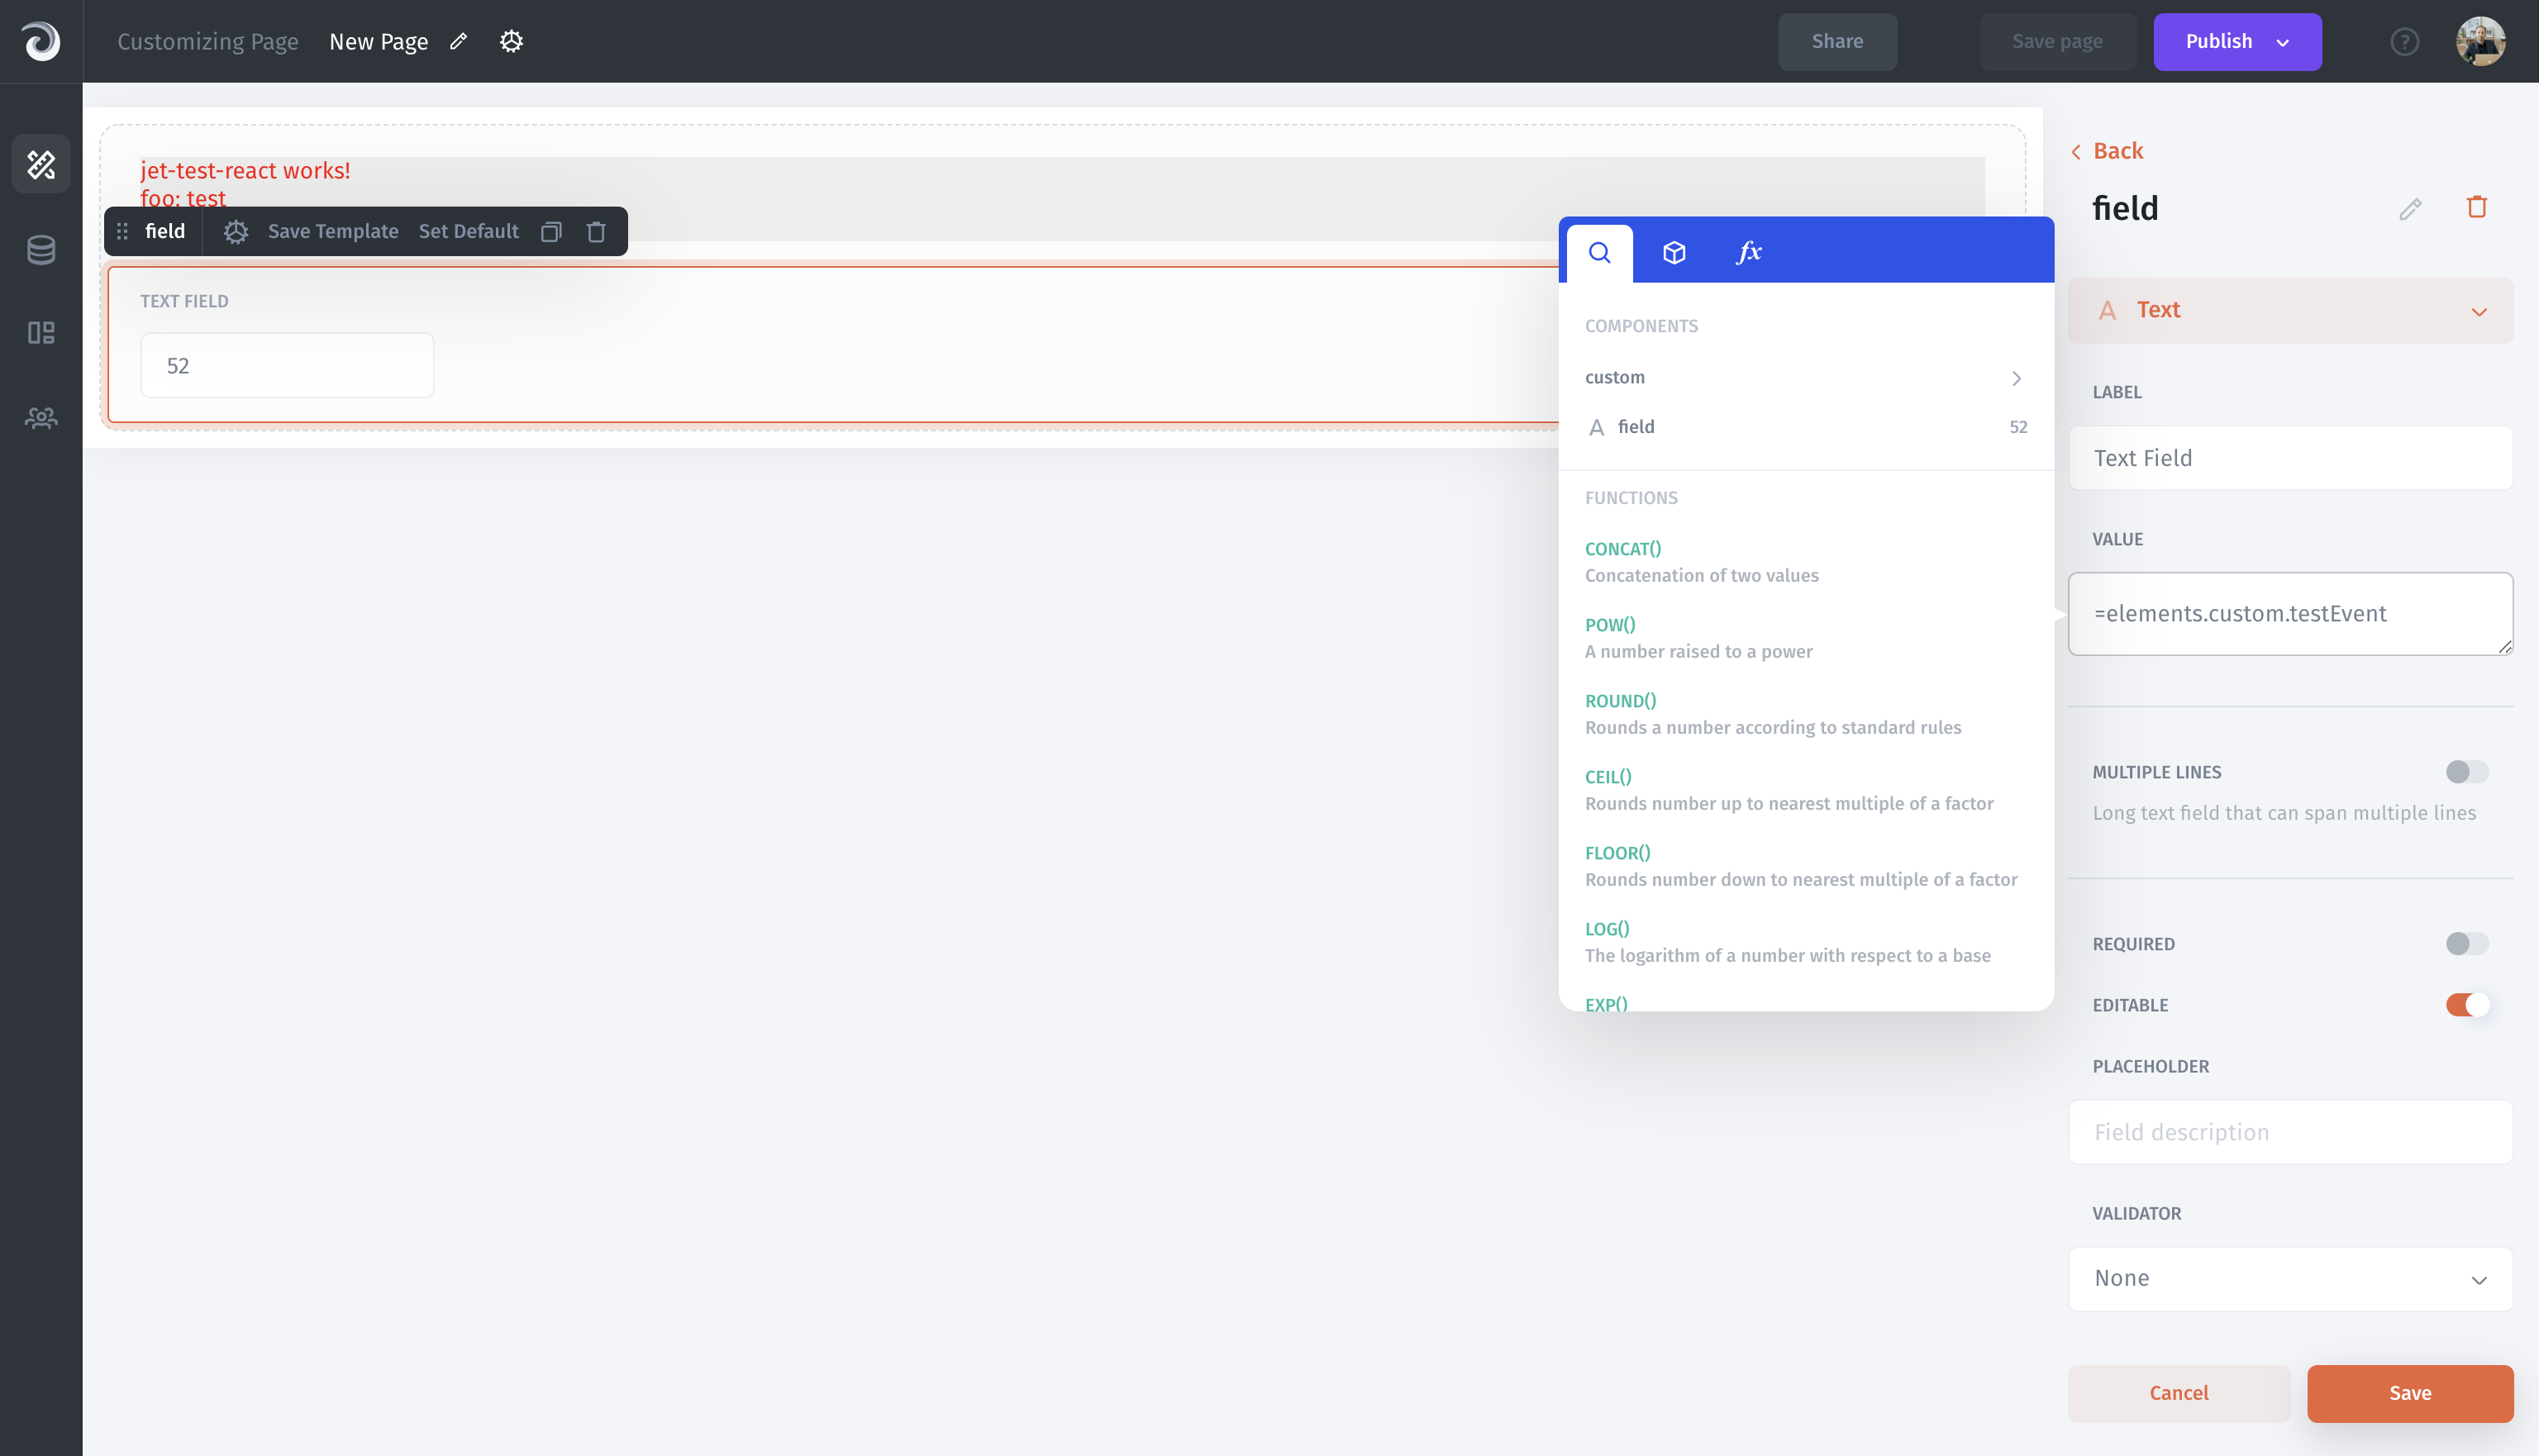 Customizing Page New Page
Share
Save page
Publish
?
jet-test-react works!
foo: test
field Save Template Set Default
TEXT FIELD
52
fx
COMPONENTS
custom
A field 52
FUNCTIONS
CONCAT()
Concatenation of two values
POW()
A number raised to a power
ROUND()
Rounds a number according to standard rules
CEIL()
Rounds number up to nearest multiple of a factor
FLOOR()
Rounds number down to nearest multiple of a factor
LOG()
The logarithm of a number with respect to a base
EXP()
Back
field
A Text
LABEL
Text Field
VALUE
=elements.custom.testEvent
MULTIPLE LINES
Long text field that can span multiple lines
REQUIRED
EDITABLE
PLACEHOLDER
Field description
VALIDATOR
None
Cancel
Save